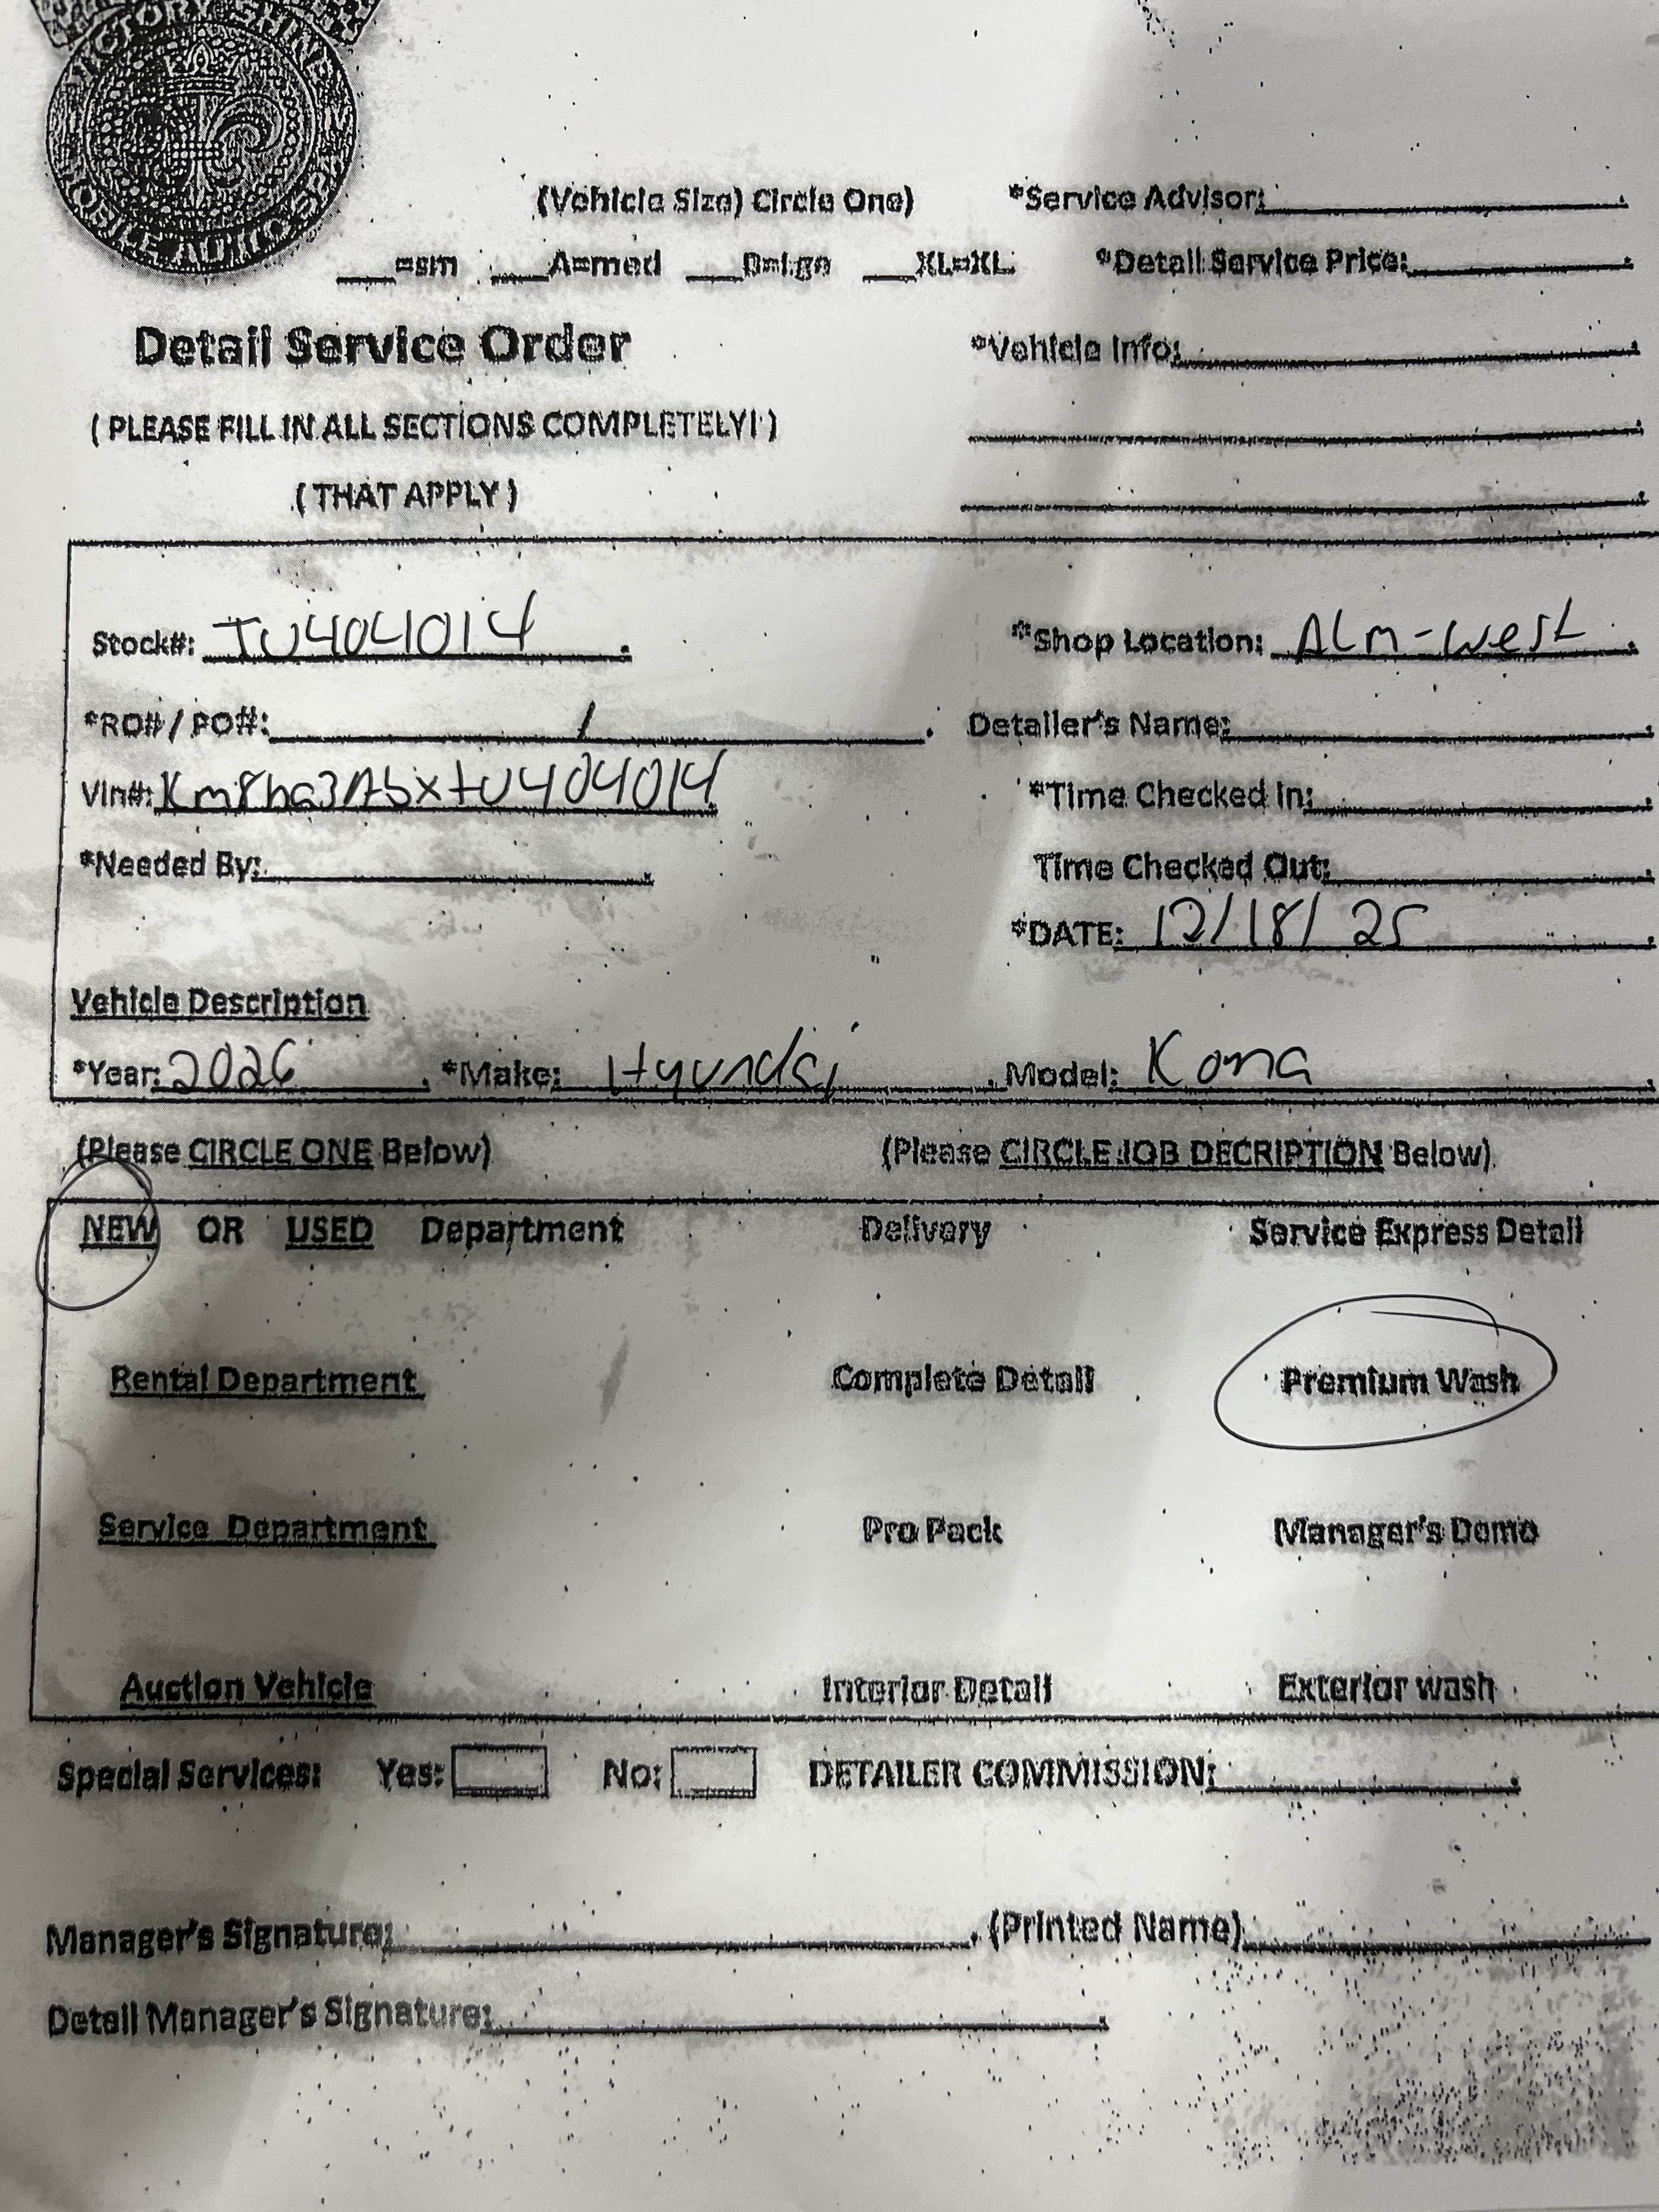 (Vehicle Size) Circle One) *Service Advisor:
=sm A=med B=Lge XL=XL *Detail Service Price:
Detail Service Order *Vehicle Info:
( PLEASE FILL IN ALL SECTIONS COMPLETELY! )
( THAT APPLY )
Stock#: TU404014 *Shop Location: ALM-West
*RO# / PO#: / Detailer's Name:
Vin#: *Time Checked In:
*Needed By: Time Checked Out:
*DATE: 12/18/25
Vehicle Description
*Year: 2026 *Make: Hyundai Model: Kona
(Please CIRCLE ONE Below) (Please CIRCLE JOB DECRIPTION Below)
NEW OR USED Department Delivery Service Express Detail
Rental Department Complete Detail Premium Wash
Service Department Pro Pack Manager's Demo
Auction Vehicle Interior Detail Exterior wash
Special Services: Yes: No: DETAILER COMMISSION:
Manager's Signature: (Printed Name)
Detail Manager's Signature: